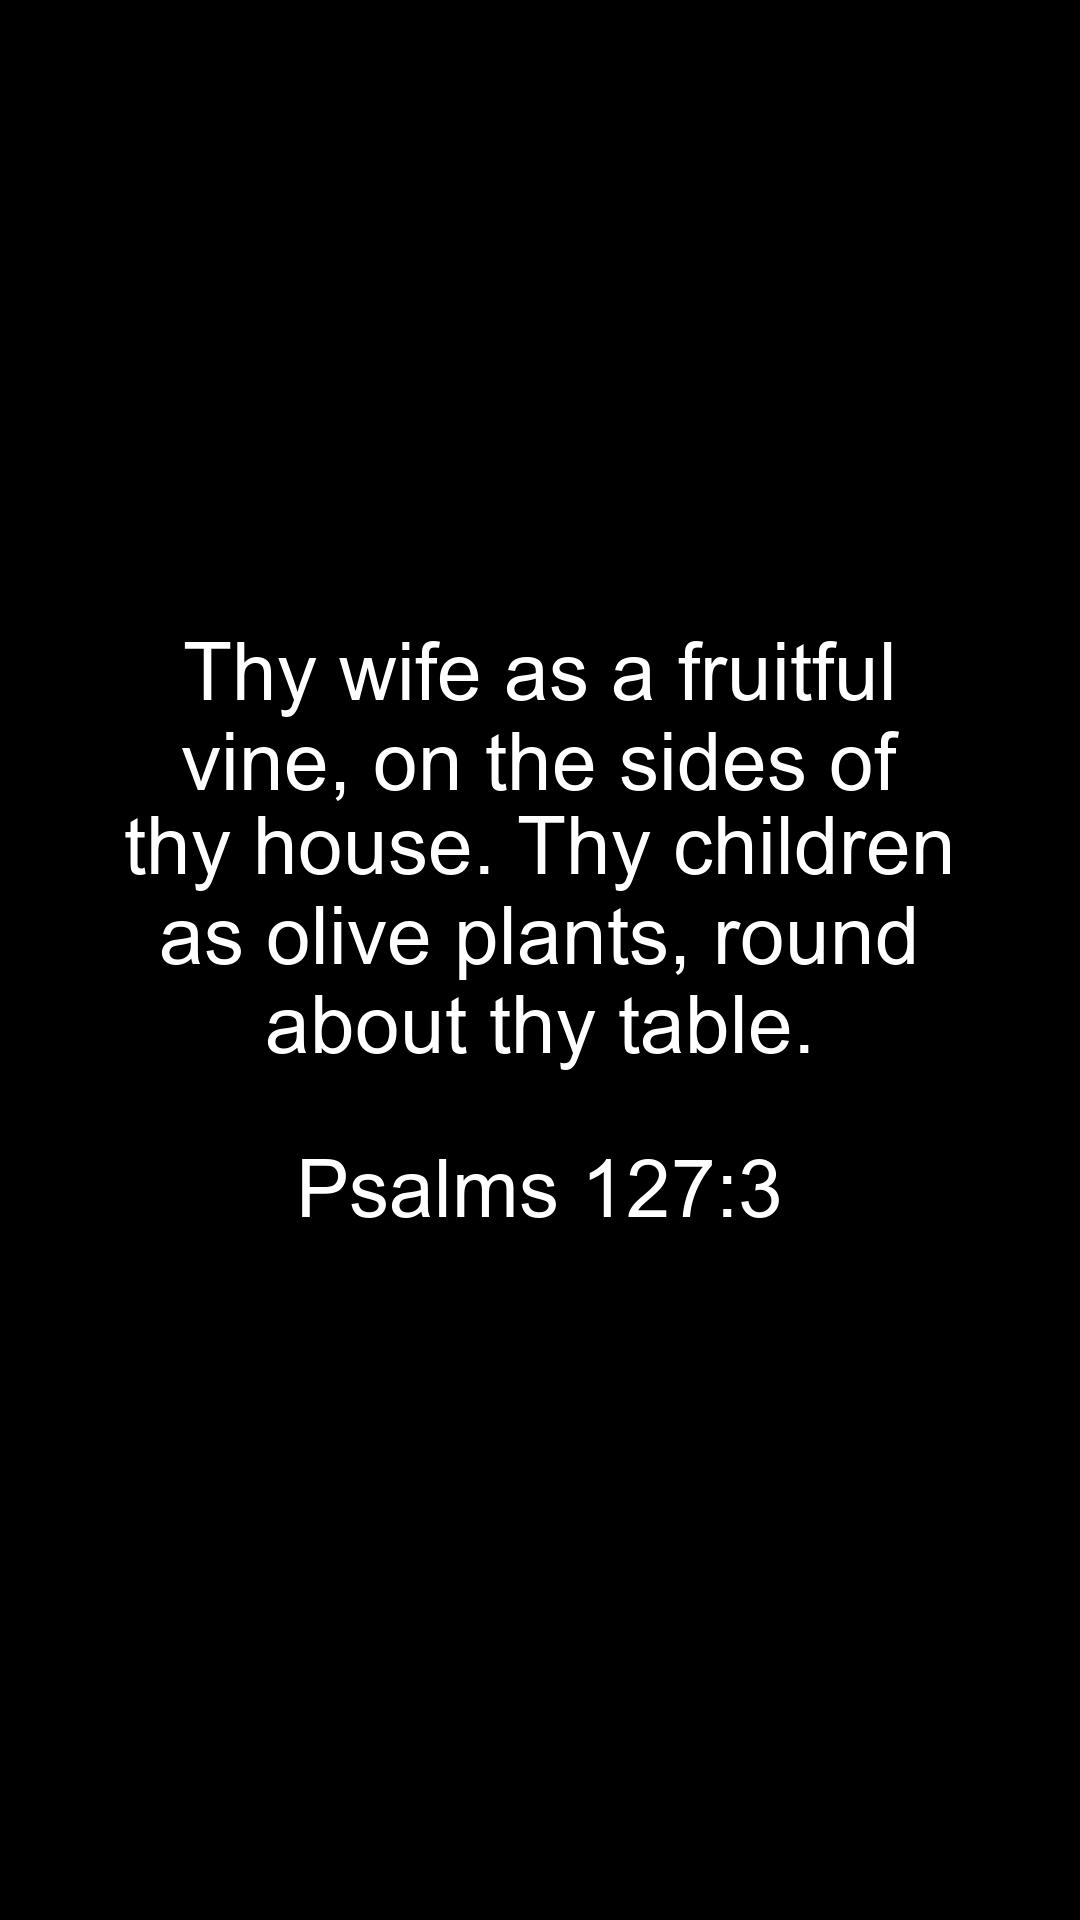 Thy wife as a fruitful
vine, on the sides of
thy house. Thy children
as olive plants, round
about thy table.
Psalms 127:3